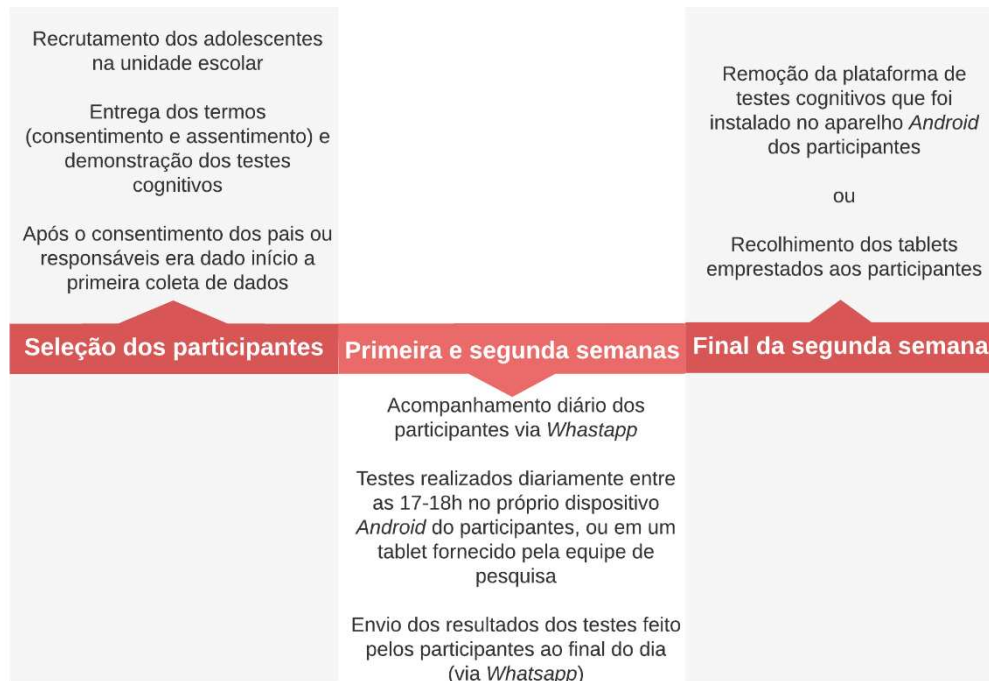 Recrutamento dos adolescentes
na unidade escolar
Entrega dos termos
(consentimento e assentimento) e
demonstração dos testes
cognitivos
Após o consentimento dos pais ou
responsáveis era dado início a
primeira coleta de dados
Seleção dos participantes
Primeira e segunda semanas
Acompanhamento diário dos
participantes via Whastapp
Testes realizados diariamente entre
as 17-18h no próprio dispositivo
Android do participantes, ou em um
tablet fornecido pela equipe de
pesquisa
Envio dos resultados dos testes feito
pelos participantes ao final do dia
(via Whatsapp)
Remoção da plataforma de
testes cognitivos que foi
instalado no aparelho Android
dos participantes
ou
Recolhimento dos tablets
emprestados aos participantes
Final da segunda semana